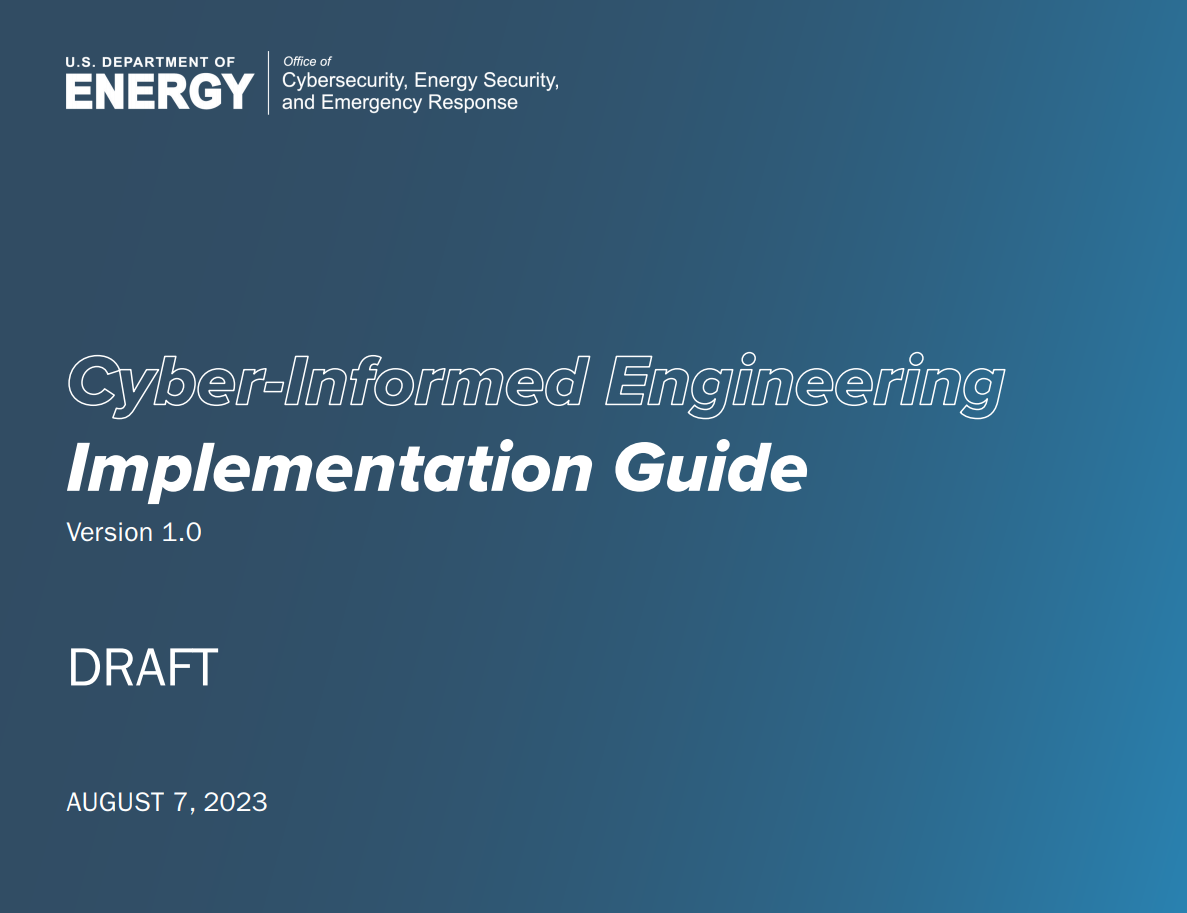 U.S. DEPARTMENT OF
ENERGY
Office of
Cybersecurity, Energy Security,
and Emergency Response
Cyber-Informed Engineering
Implementation Guide
Version 1.0
DRAFT
AUGUST 7, 2023